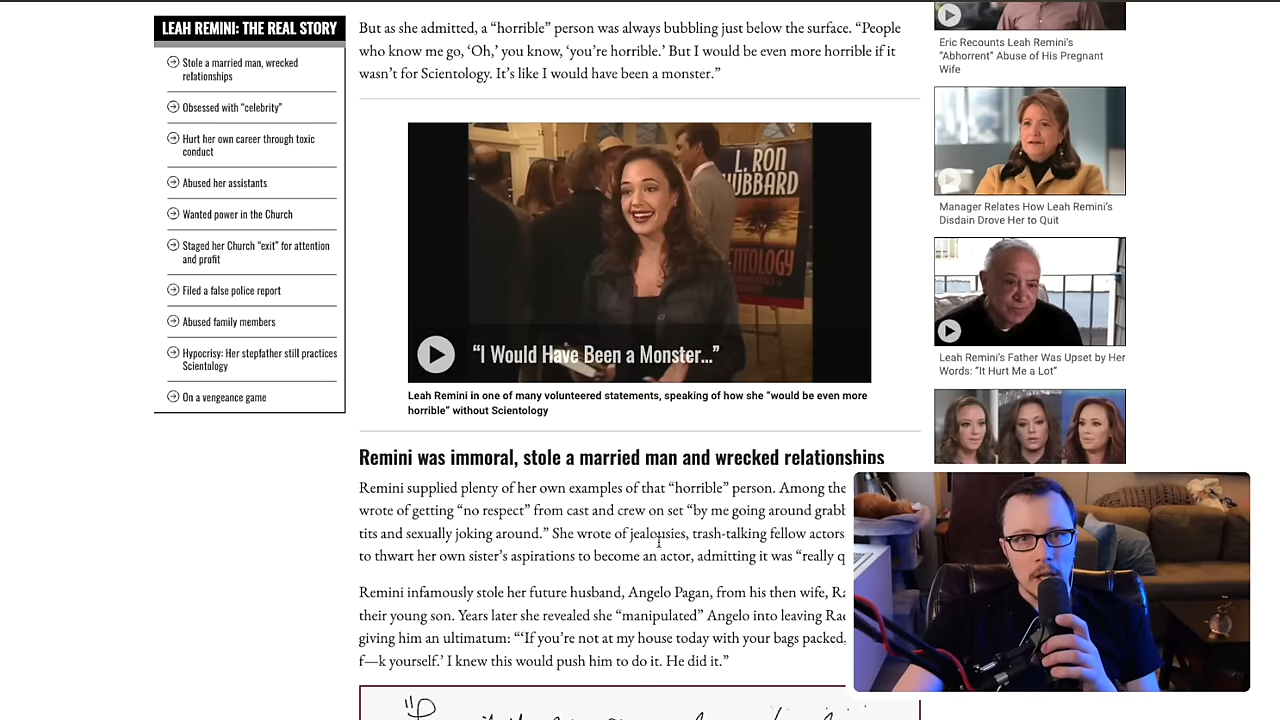 LEAH REMINI: THE REAL STORY
Stole a married man, wrecked
relationships
Obsessed with “celebrity”
Hurt her own career through toxic
conduct
Abused her assistants
Wanted power in the Church
Staged her Church “exit” for attention
and profit
Filed a false police report
Abused family members
Hypocrisy: Her stepfather still practices
Scientology
On a vengeance game
But as she admitted, a “horrible” person was always bubbling just below the surface. “People
who know me go, ‘Oh,’ you know, ‘you’re horrible.’ But I would be even more horrible if it
wasn’t for Scientology. It’s like I would have been a monster.”
L. RON
HUBBARD
“I Would Have Been a Monster...”
Leah Remini in one of many volunteered statements, speaking of how she “would be even more
horrible” without Scientology
Remini was immoral, stole a married man and wrecked relationships
Remini supplied plenty of her own examples of that “horrible” person. Among the
wrote of getting “no respect” from cast and crew on set “by me going around
tits and sexually joking around.” She wrote of jealousies, trash-talking fellow actors
to thwart her own sister’s aspirations to become an actor, admitting it was “really
Remini infamously stole her future husband, Angelo Pagan, from his then wife,
their young son. Years later she revealed she “manipulated” Angelo into leaving
giving him an ultimatum: “‘If you’re not at my house today with your bags packed,
f—k yourself.’ I knew this would push him to do it. He did it.”
Eric Recounts Leah Remini’s
“Abhorrent” Abuse of His Pregnant
Wife
Manager Relates How Leah Remini’s
Disdain Drove Her to Quit
Leah Remini’s Father Was Upset by Her
Words: “It Hurt Me a Lot”